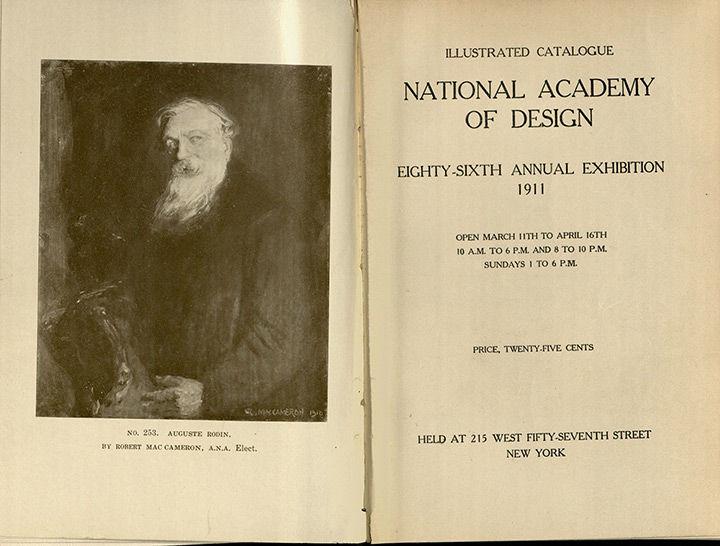 R. MACCAMERON 1910
NO. 253. AUGUSTE RODIN.
BY ROBERT MAC CAMERON, A.N.A. Elect.
ILLUSTRATED CATALOGUE
NATIONAL ACADEMY
OF DESIGN
EIGHTY-SIXTH ANNUAL EXHIBITION
1911
OPEN MARCH 11TH TO APRIL 16TH
10 A.M. TO 6 P.M. AND 8 TO 10 P.M.
SUNDAYS 1 TO 6 P.M.
PRICE, TWENTY-FIVE CENTS
HELD AT 215 WEST FIFTY-SEVENTH STREET
NEW YORK